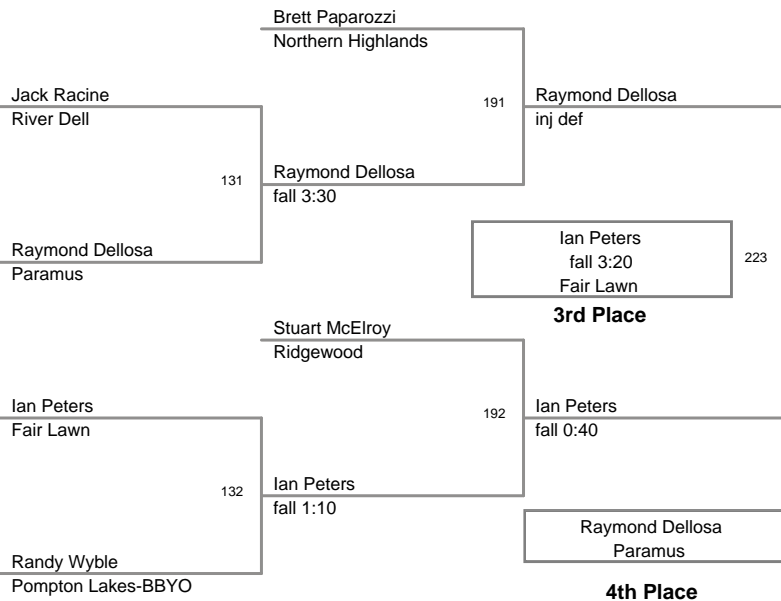 Brett Paparozzi
Northern Highlands
Jack Racine
River Dell
191
Raymond Dellosa
inj def
131
Raymond Dellosa
fall 3:30
Raymond Dellosa
Paramus
Ian Peters
fall 3:20
Fair Lawn
223
3rd Place
Stuart McElroy
Ridgewood
Ian Peters
Fair Lawn
192
Ian Peters
fall 0:40
132
Ian Peters
fall 1:10
Raymond Dellosa
Paramus
Randy Wyble
Pompton Lakes-BBYO
4th Place